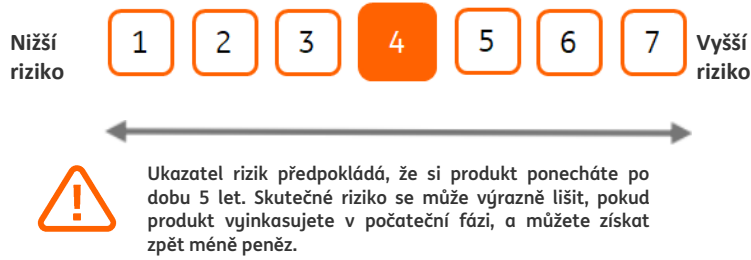 Nižší riziko
1 2 3 4 5 6 7
Vyšší riziko
Ukazatel rizik předpokládá, že si produkt ponecháte po
dobu 5 let. Skutečné riziko se může výrazně lišit, pokud
produkt vyinkasujete v počateční fázi, a můžete získat
zpět méně peněz.